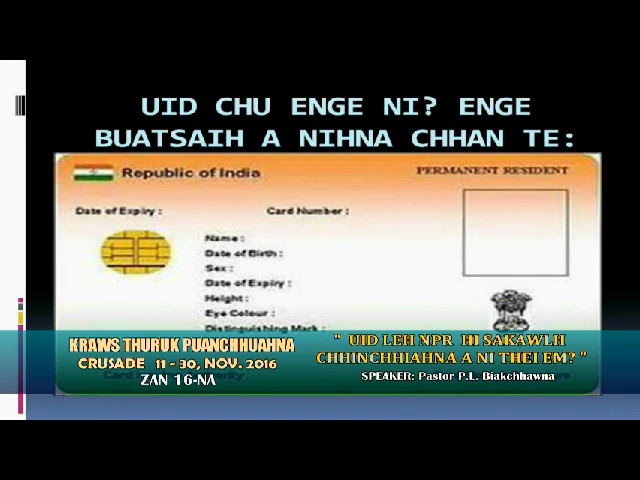 UID CHU ENGE NI? ENGE
BUATSAIH A NIHNA CHHAN TE:
Republic of India
PERMANENT RESIDENT
Date of Expiry :
Card Number :
Name :
Date of Birth :
Sex :
Date of Expiry :
Height :
Eye Colour :
Distinguishing Mark :
KRAWS THURUK PUANCHHUAHNA
CRUSADE 11 - 30, NOV. 2016
ZAN 16-NA
" UID LEH NPR HI SAKAWLH
CHHINCHHIAHNA A NI THEI EM? "
SPEAKER: Pastor P.L. Biakchhawna